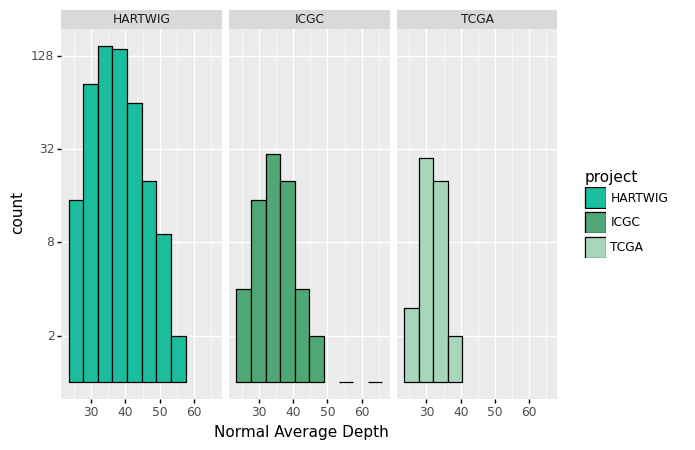 HARTWIG ICGC TCGA
128
32
8
2
count
30 40 50 60 30 40 50 60 30 40 50 60
Normal Average Depth
project
HARTWIG
ICGC
TCGA